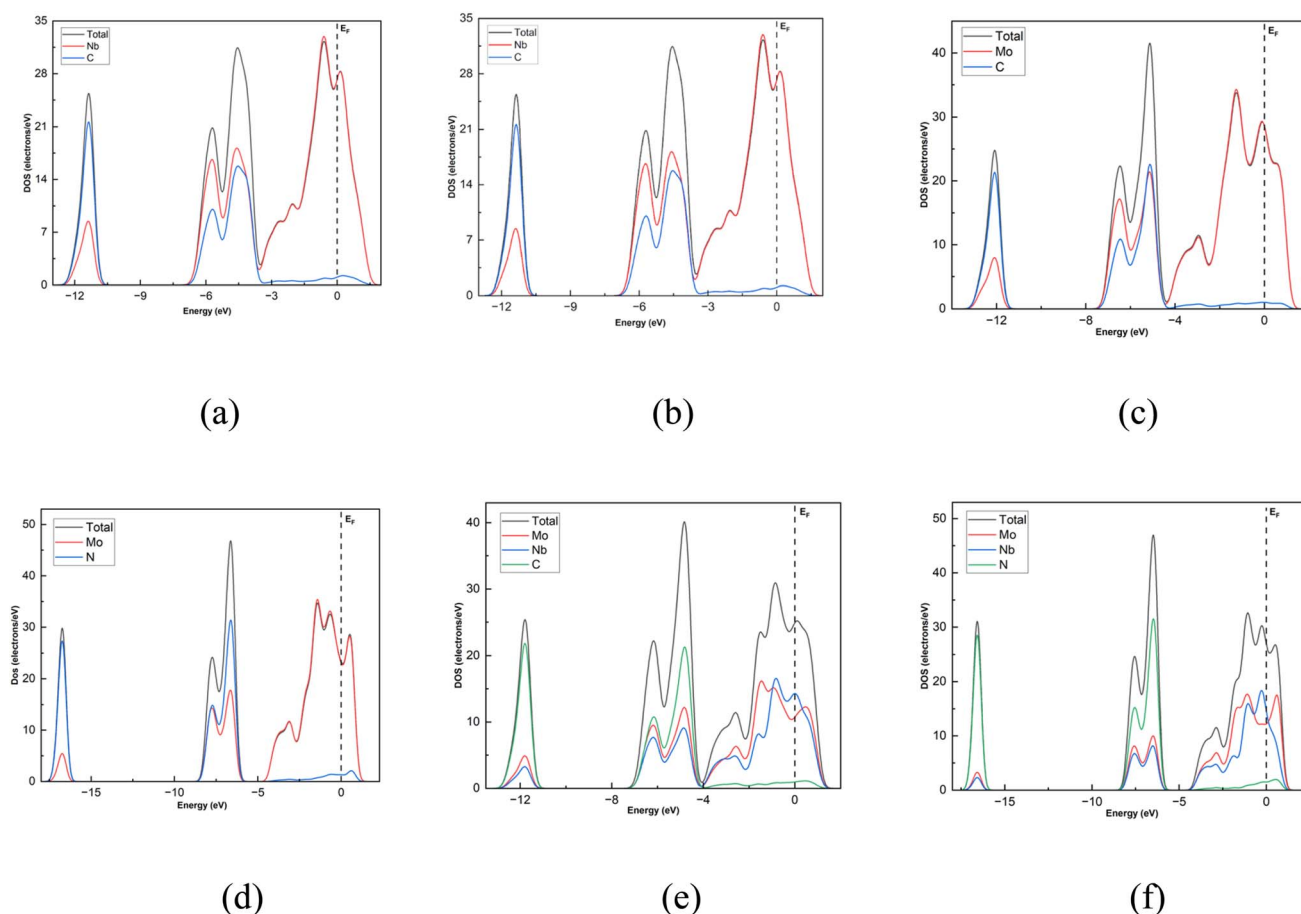 35
28
21
14
7
0
DOS (electrons/eV)
Total
Nb
C
E_F
−12
−9
−6
−3
0
Energy (eV)
(a)
35
28
21
14
7
0
DOS (electrons/eV)
Total
Nb
C
E_F
−12
−9
−6
−3
0
Energy (eV)
(b)
40
30
20
10
0
DOS (electrons/eV)
Total
Mo
C
E_F
−12
−8
−4
0
Energy (eV)
(c)
50
40
30
20
10
0
Dos (electrons/eV)
Total
Mo
N
E_F
−15
−10
−5
0
Energy (eV)
(d)
40
30
20
10
0
DOS (electrons/eV)
Total
Mo
Nb
C
E_F
−12
−8
−4
0
Energy (eV)
(e)
50
40
30
20
10
0
DOS (electrons/eV)
Total
Mo
Nb
N
E_F
−15
−10
−5
0
Energy (eV)
(f)